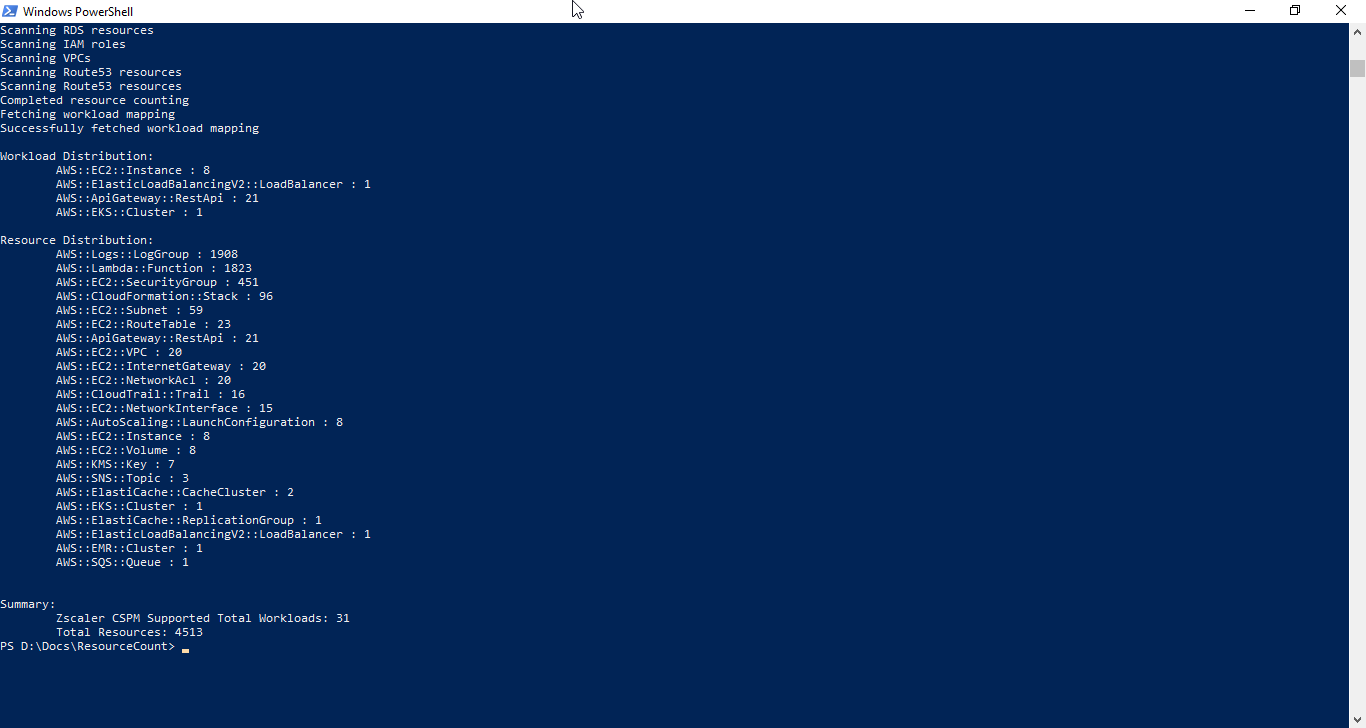 Windows PowerShell
Scanning RDS resources
Scanning IAM roles
Scanning VPCs
Scanning Route53 resources
Scanning Route53 resources
Completed resource counting
Fetching workload mapping
Successfully fetched workload mapping
Workload Distribution:
AWS::EC2::Instance : 8
AWS::ElasticLoadBalancingV2::LoadBalancer : 1
AWS::ApiGateway::RestApi : 21
AWS::EKS::Cluster : 1
Resource Distribution:
AWS::Logs::LogGroup : 1908
AWS::Lambda::Function : 1823
AWS::EC2::SecurityGroup : 451
AWS::CloudFormation::Stack : 96
AWS::EC2::Subnet : 59
AWS::EC2::RouteTable : 23
AWS::ApiGateway::RestApi : 21
AWS::EC2::VPC : 20
AWS::EC2::InternetGateway : 20
AWS::EC2::NetworkAcl : 20
AWS::CloudTrail::Trail : 16
AWS::EC2::NetworkInterface : 15
AWS::AutoScaling::LaunchConfiguration : 8
AWS::EC2::Instance : 8
AWS::EC2::Volume : 8
AWS::KMS::Key : 7
AWS::SNS::Topic : 3
AWS::ElastiCache::CacheCluster : 2
AWS::EKS::Cluster : 1
AWS::ElastiCache::ReplicationGroup : 1
AWS::ElasticLoadBalancingV2::LoadBalancer : 1
AWS::EMR::Cluster : 1
AWS::SQS::Queue : 1
Summary:
Zscaler CSPM Supported Total Workloads: 31
Total Resources: 4513
PS D:\Docs\ResourceCount>